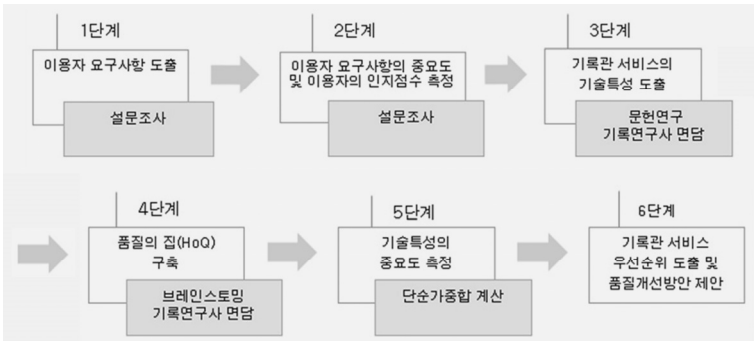 1단계
이용자 요구사항 도출
설문조사
2단계
이용자 요구사항의 중요도
및 이용자의 인지점수 측정
설문조사
3단계
기록관 서비스의
기술특성 도출
문헌연구
기록연구사 면담
4단계
품질의 집(HoQ)
구축
브레인스토밍
기록연구사 면담
5단계
기술특성의
중요도 측정
단순가중합 계산
6단계
기록관 서비스
우선순위 도출 및
품질개선방안 제안